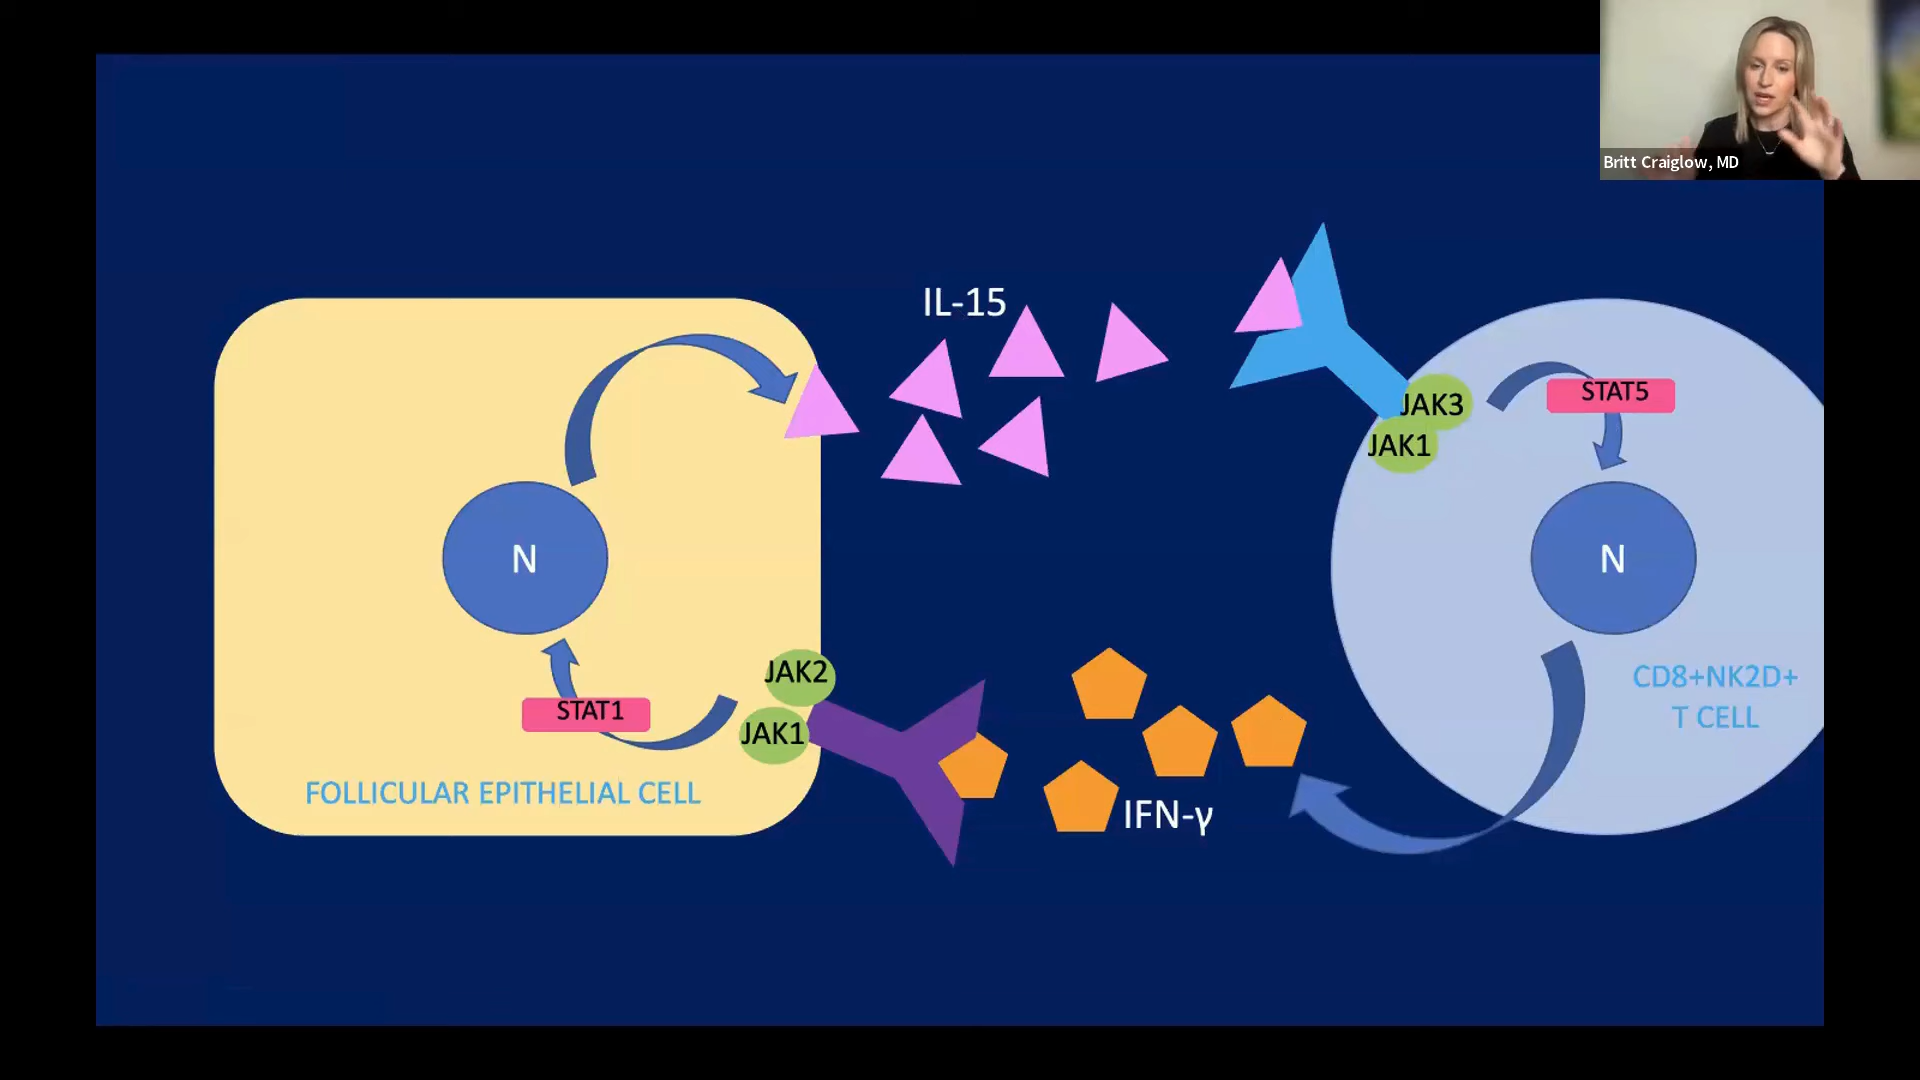 Britt Craiglow, MD
IL-15
JAK3
JAK1
STAT5
N
N
JAK2
JAK1
STAT1
FOLLICULAR EPITHELIAL CELL
IFN-γ
CD8+NK2D+
T CELL